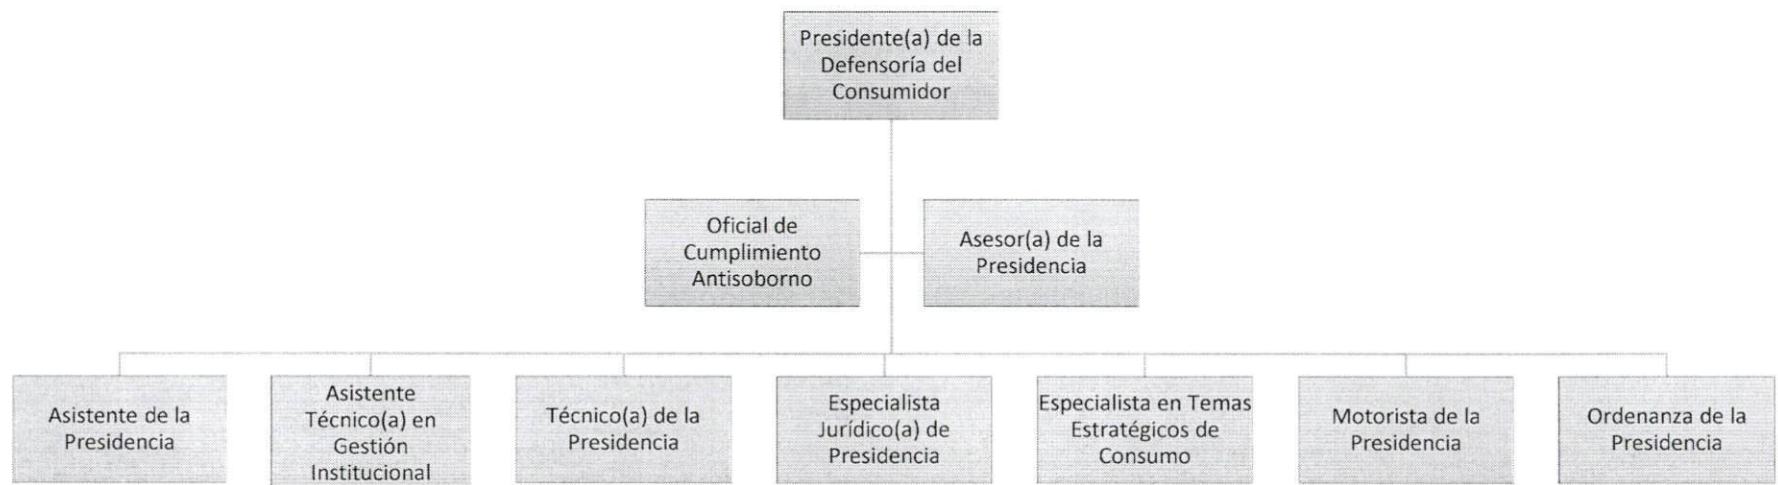 Presidente(a) de la
Defensoría del
Consumidor
Oficial de
Cumplimiento
Antisoborno
Asesor(a) de la
Presidencia
Asistente de la
Presidencia
Asistente
Técnico(a) en
Gestión
Institucional
Técnico(a) de la
Presidencia
Especialista
Jurídico(a) de
Presidencia
Especialista en Temas
Estratégicos de
Consumo
Motorista de la
Presidencia
Ordenanza de la
Presidencia